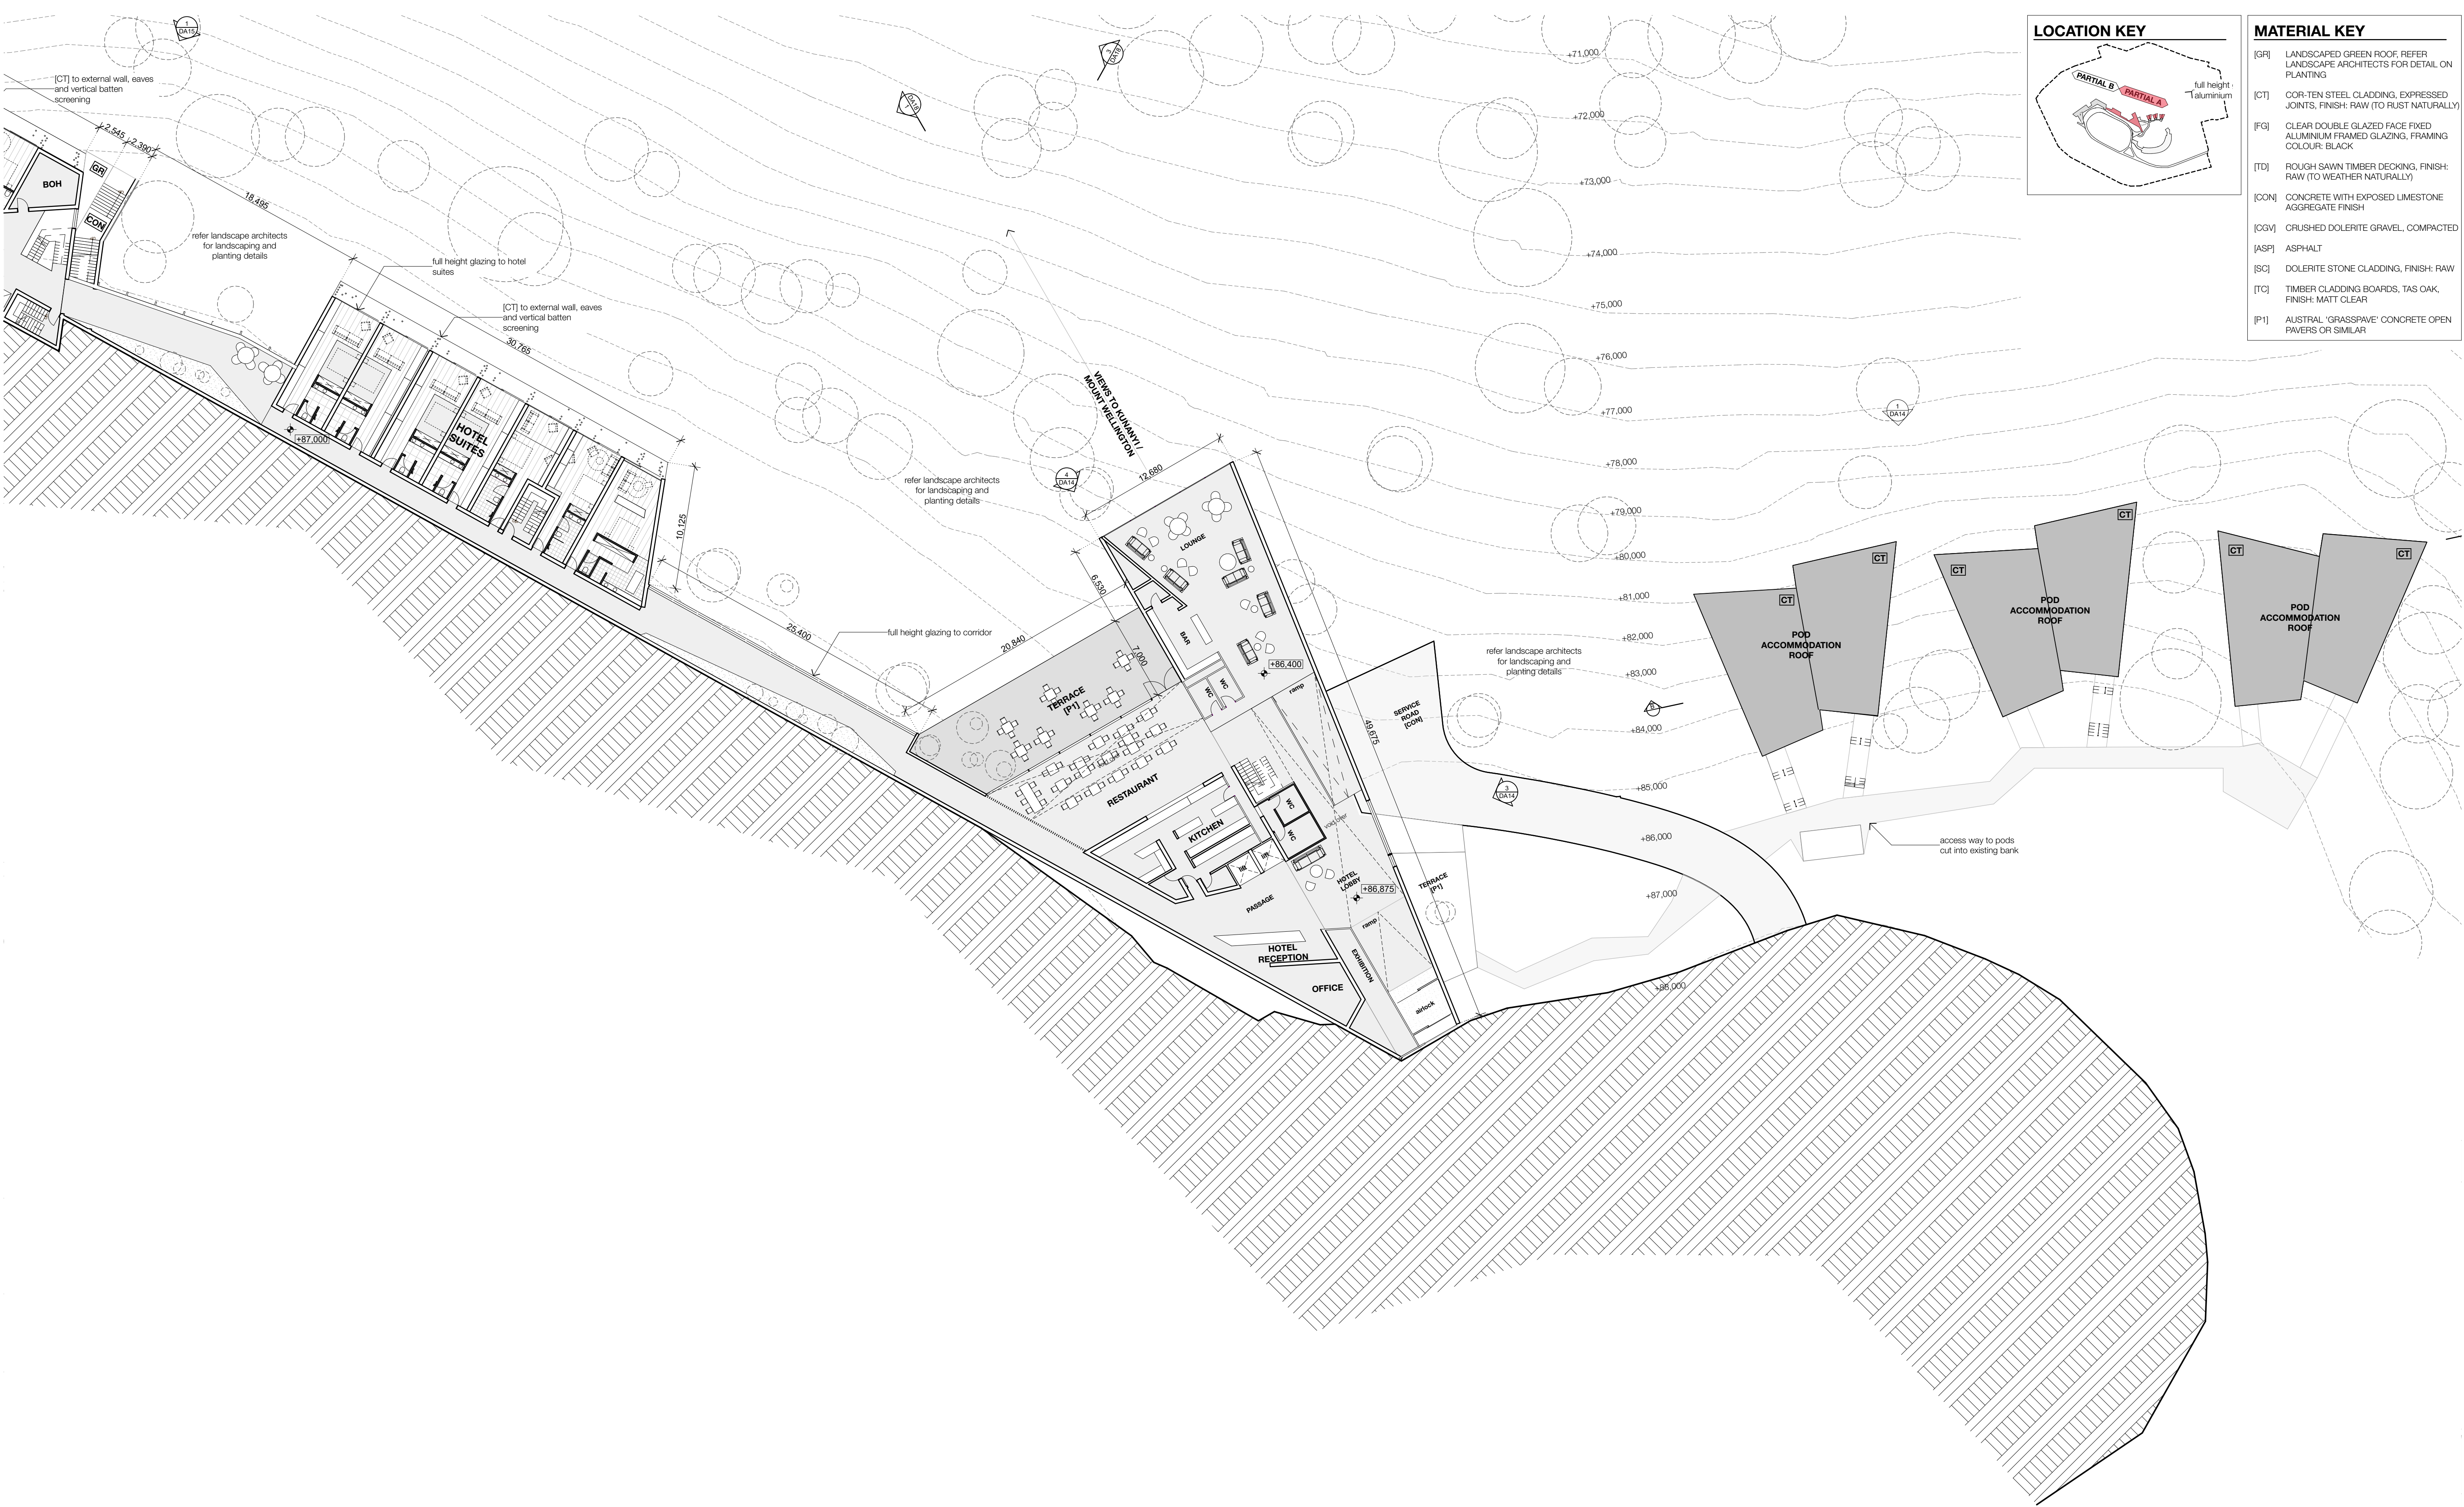 LOCATION KEY
PARTIAL B
PARTIAL A
full height
aluminium
MATERIAL KEY
[GR] LANDSCAPED GREEN ROOF, REFER
LANDSCAPE ARCHITECTS FOR DETAIL ON
PLANTING
[CT] COR-TEN STEEL CLADDING, EXPRESSED
JOINTS, FINISH: RAW (TO RUST NATURALLY)
[FG] CLEAR DOUBLE GLAZED FACE FIXED
ALUMINIUM FRAMED GLAZING, FRAMING
COLOUR: BLACK
[TD] ROUGH SAWN TIMBER DECKING, FINISH:
RAW (TO WEATHER NATURALLY)
[CON] CONCRETE WITH EXPOSED LIMESTONE
AGGREGATE FINISH
[CGV] CRUSHED DOLERITE GRAVEL, COMPACTED
[ASP] ASPHALT
[SC] DOLERITE STONE CLADDING, FINISH: RAW
[TC] TIMBER CLADDING BOARDS, TAS OAK,
FINISH: MATT CLEAR
[P1] AUSTRAL 'GRASSPAVE' CONCRETE OPEN
PAVERS OR SIMILAR
1
DA15
3
DA18
1
DA16
[CT] to external wall, eaves
and vertical batten
screening
2,545
2,390
18,495
BOH
GR
CON
refer landscape architects
for landscaping and
planting details
full height glazing to hotel
suites
[CT] to external wall, eaves
and vertical batten
screening
30,765
HOTEL
SUITES
+87,000
10,125
25,400
full height glazing to corridor
VIEWS TO KUNANYI /
MOUNT WELLINGTON
4
DA14
refer landscape architects
for landscaping and
planting details
12,680
6,530
20,840
7,000
49,675
LOUNGE
BAR
+86,400
WC
WC
ramp
TERRACE
[P1]
RESTAURANT
KITCHEN
WC
WC
lift
lift
void over
HOTEL
LOBBY
+86,875
PASSAGE
ramp
HOTEL
RECEPTION
EXHIBITION
OFFICE
airlock
TERRACE
[P1]
SERVICE
ROAD
[CON]
refer landscape architects
for landscaping and
planting details
3
DA14
1
DA14
+71,000
+72,000
+73,000
+74,000
+75,000
+76,000
+77,000
+78,000
+79,000
+80,000
+81,000
+82,000
+83,000
+84,000
+85,000
+86,000
+87,000
+88,000
CT
CT
POD
ACCOMMODATION
ROOF
CT
CT
POD
ACCOMMODATION
ROOF
CT
CT
POD
ACCOMMODATION
ROOF
access way to pods
cut into existing bank